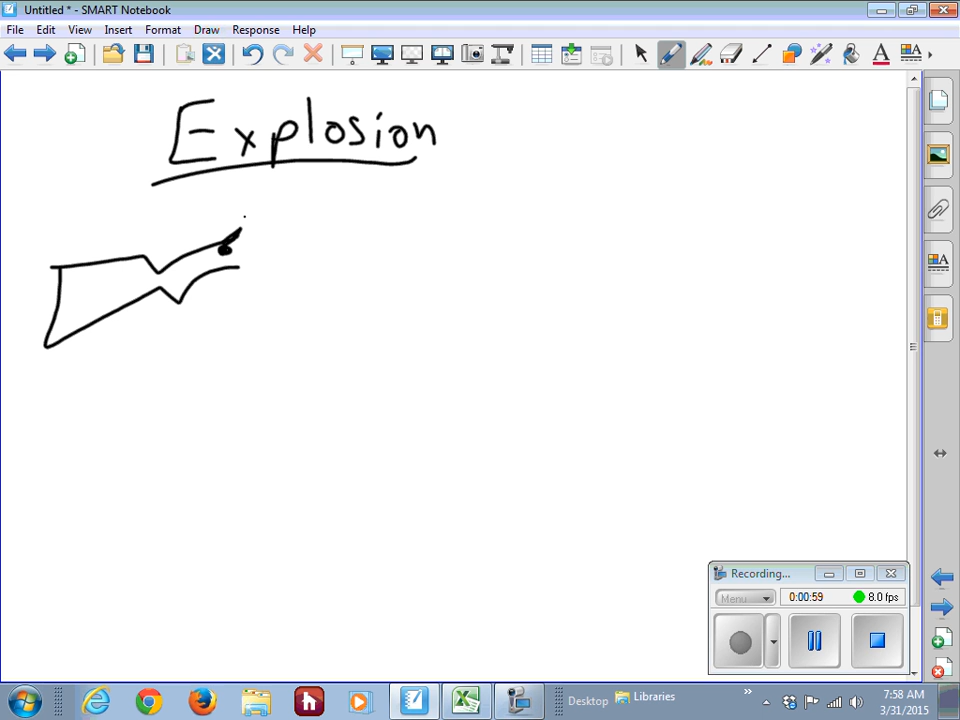 Untitled * - SMART Notebook
File Edit View Insert Format Draw Response Help
Explosion
Recording...
Menu 0:00:59 8.0 fps
Desktop Libraries »
7:58 AM
3/31/2015